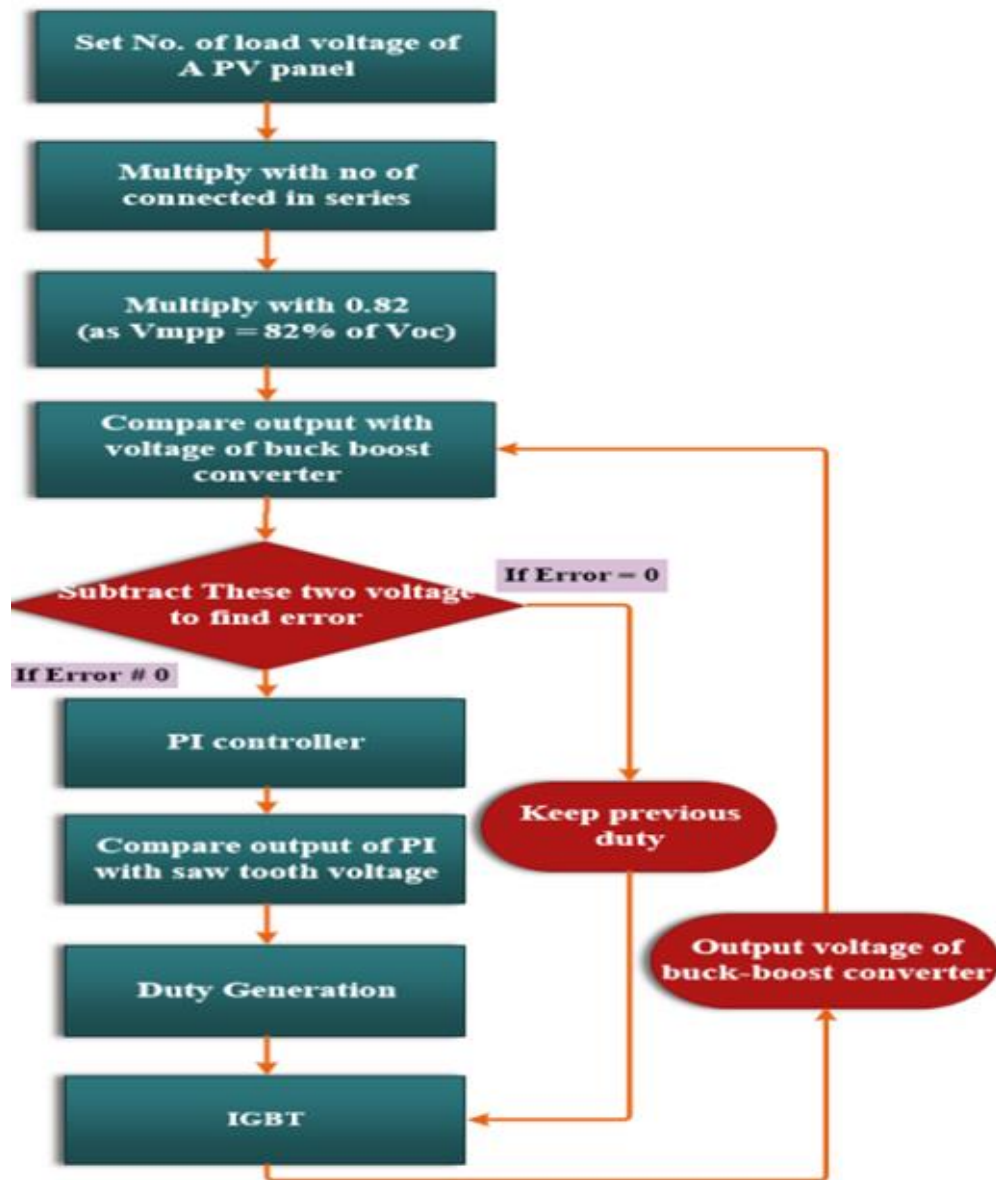 Set No. of load voltage of
A PV panel
Multiply with no of
connected in series
Multiply with 0.82
(as Vmpp = 82% of Voc)
Compare output with
voltage of buck boost
converter
Subtract These two voltage
to find error
If Error = 0
If Error # 0
PI controller
Compare output of PI
with saw tooth voltage
Duty Generation
IGBT
Keep previous
duty
Output voltage of
buck-boost converter